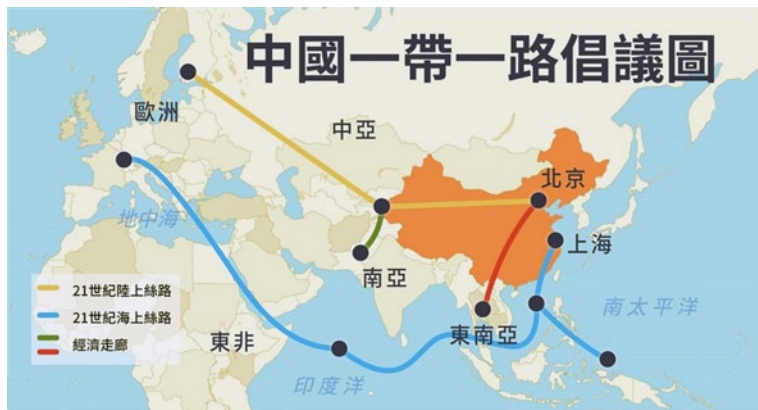 中國一帶一路倡議圖
歐洲
中亞
北京
地中海
上海
南亞
21世紀陸上絲路
21世紀海上絲路
經濟走廊
東非
東南亞
南太平洋
印度洋